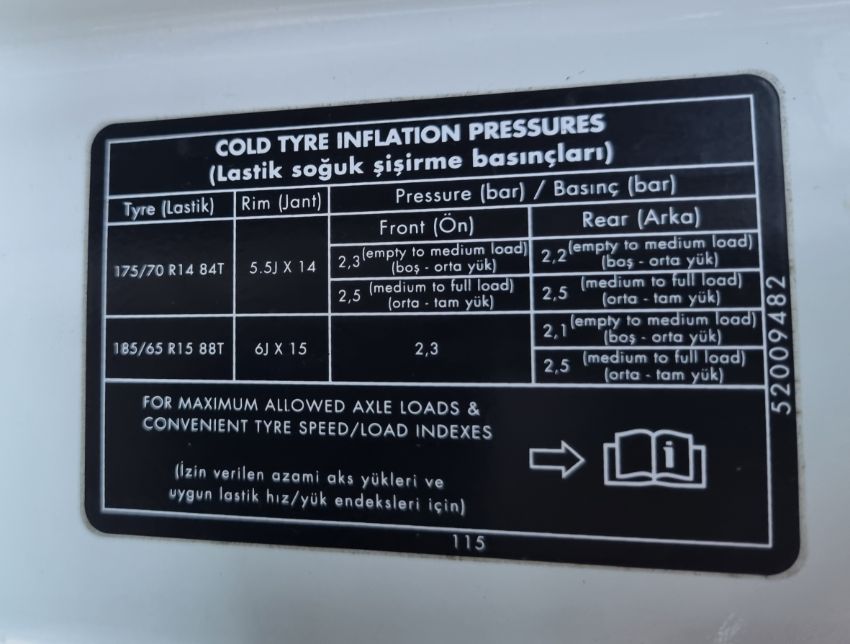 COLD TYRE INFLATION PRESSURES
(Lastik soğuk şişirme basınçları)
Tyre (Lastik) Rim (Jant) Pressure (bar) / Basınç (bar)
Front (Ön) Rear (Arka)
175/70 R14 84T 5.5J X 14 2,3 (empty to medium load) 2,2 (empty to medium load)
(boş - orta yük) (boş - orta yük)
2,5 (medium to full load) 2,5 (medium to full load)
(orta - tam yük) (orta - tam yük)
185/65 R15 88T 6J X 15 2,3 2,1 (empty to medium load)
(boş - orta yük)
2,5 (medium to full load)
(orta - tam yük)
FOR MAXIMUM ALLOWED AXLE LOADS &
CONVENIENT TYRE SPEED/LOAD INDEXES
(İzin verilen azami aks yükleri ve
uygun lastik hız/yük endeksleri için)
i
115
52009482